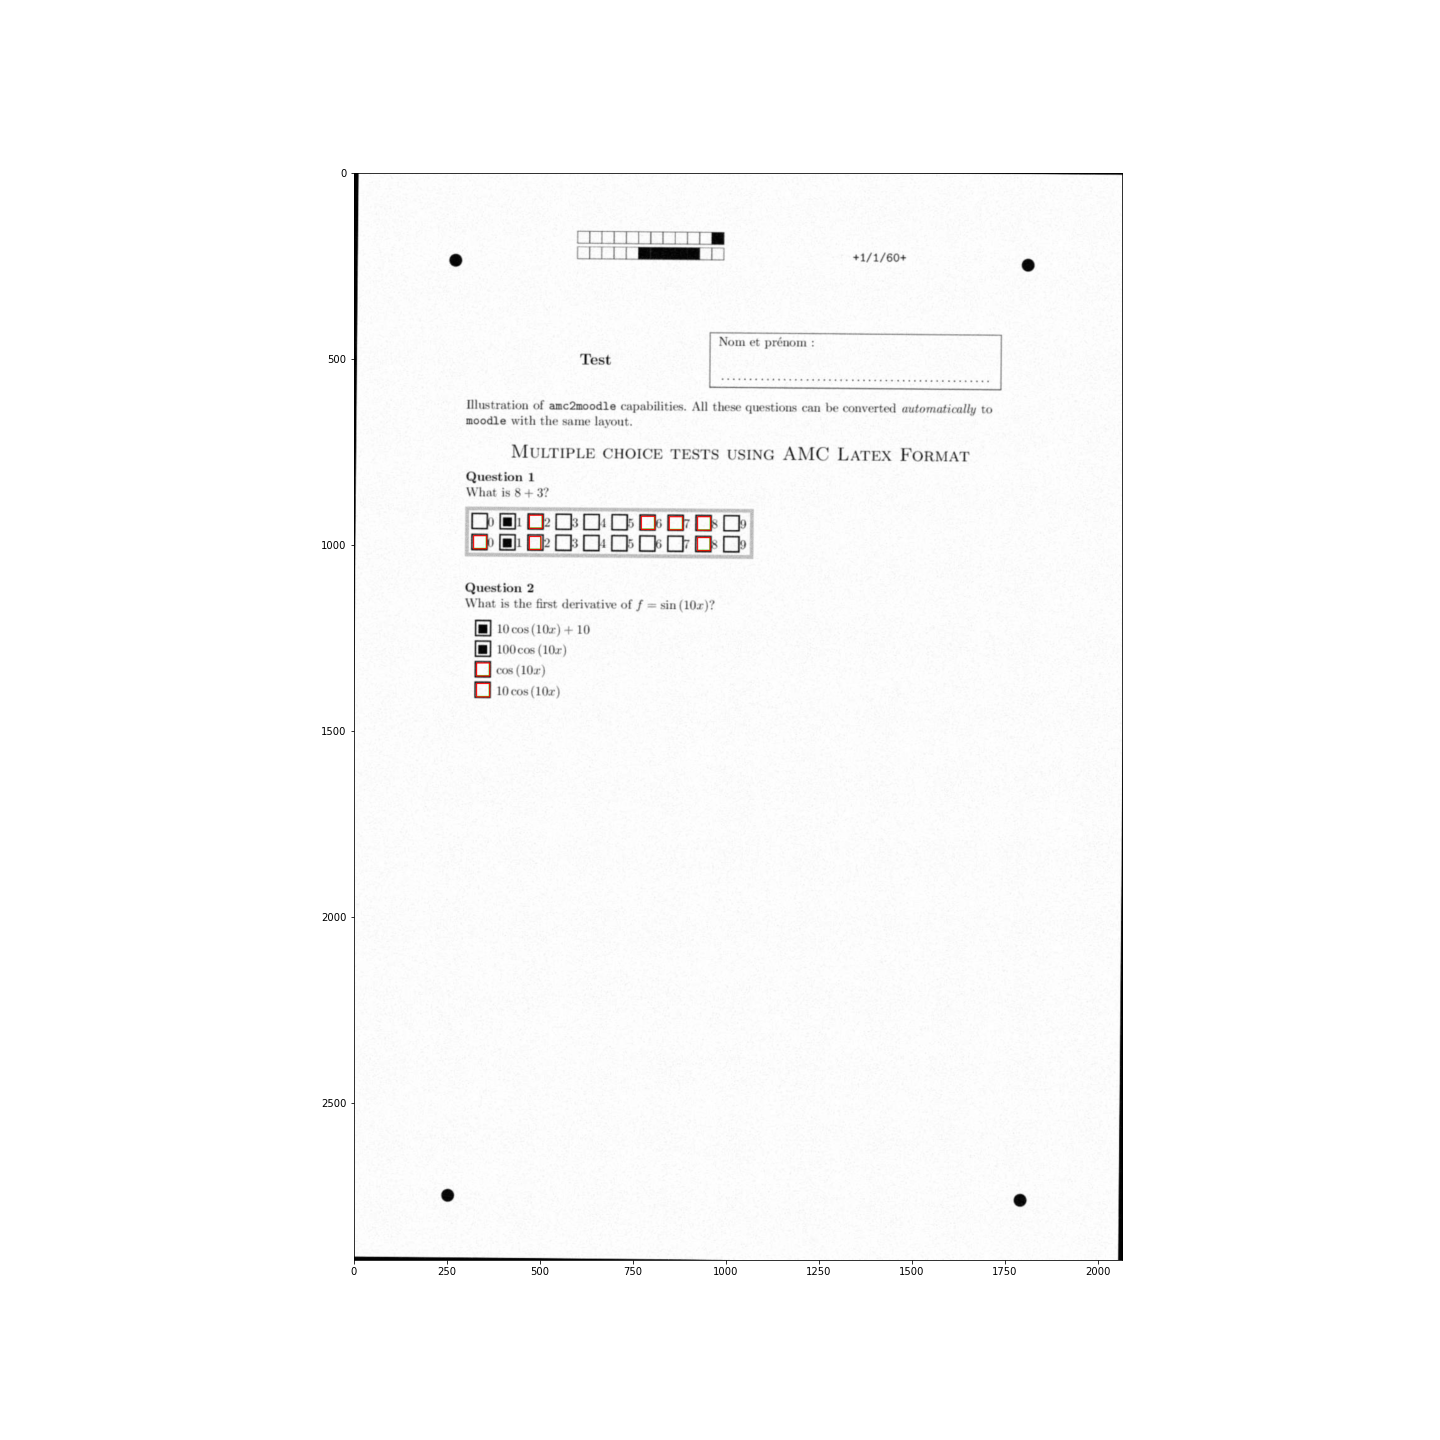 +1/1/60+
Nom et prénom :
Test
Illustration of amc2moodle capabilities. All these questions can be converted automatically to
moodle with the same layout.
MULTIPLE CHOICE TESTS USING AMC LATEX FORMAT
Question 1
What is 8 + 3?
0 1 2 3 4 5 6 7 8 9
0 1 2 3 4 5 6 7 8 9
Question 2
What is the first derivative of f = sin (10x)?
10 cos (10x) + 10
100 cos (10x)
cos (10x)
10 cos (10x)
0
500
1000
1500
2000
2500
0 250 500 750 1000 1250 1500 1750 2000